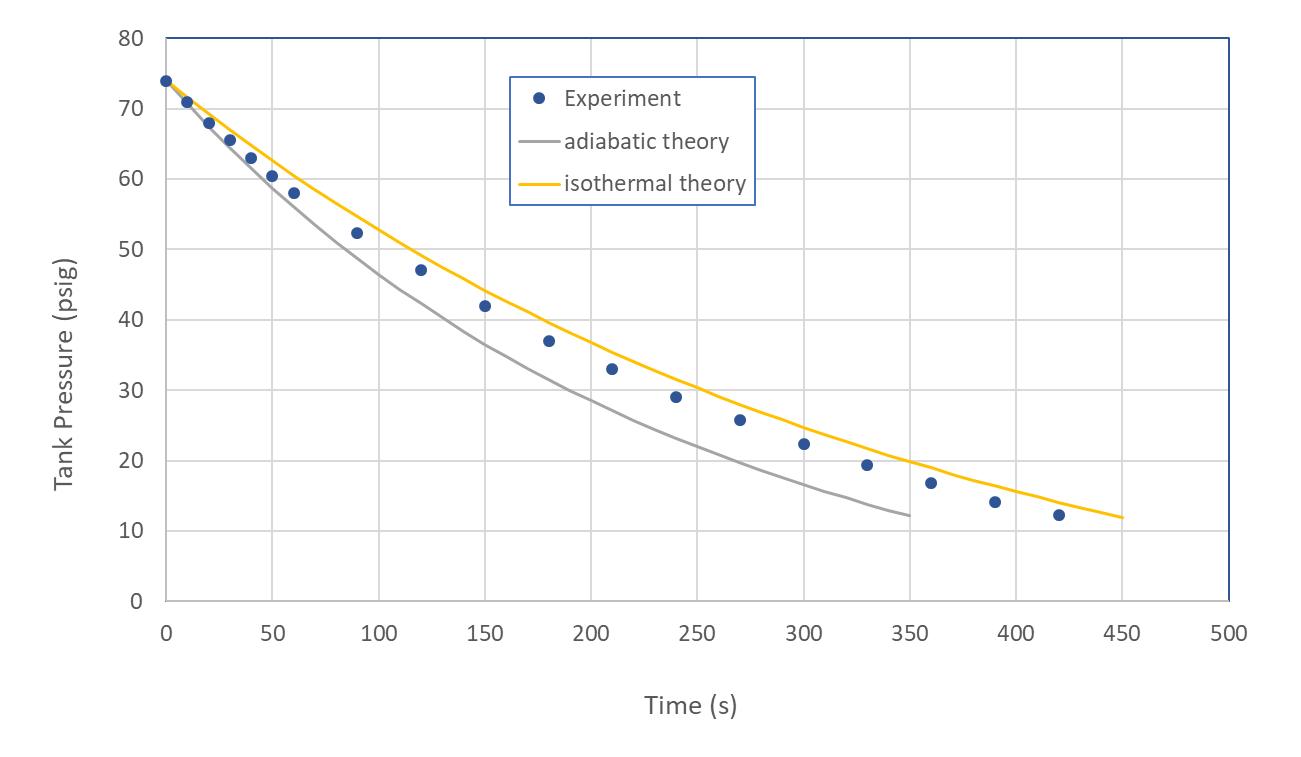 80
70
60
50
40
30
20
10
0
Tank Pressure (psig)
Experiment
adiabatic theory
isothermal theory
0 50 100 150 200 250 300 350 400 450 500
Time (s)